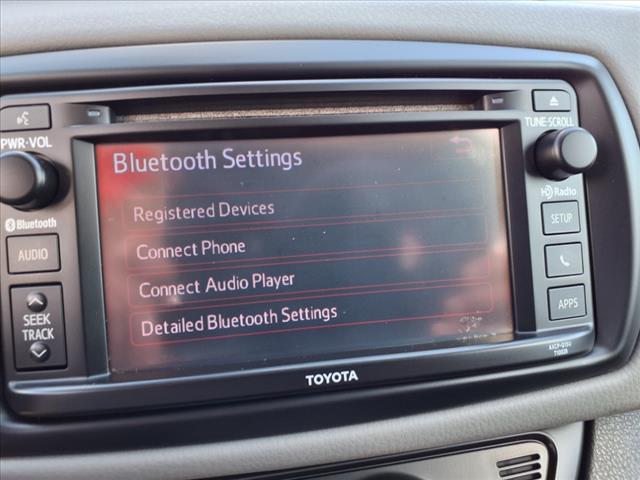 PWR·VOL
TUNE·SCROLL
Bluetooth Settings
HD Radio
Bluetooth
Registered Devices
SETUP
AUDIO
Connect Phone
Connect Audio Player
SEEK
TRACK
APPS
Detailed Bluetooth Settings
TOYOTA